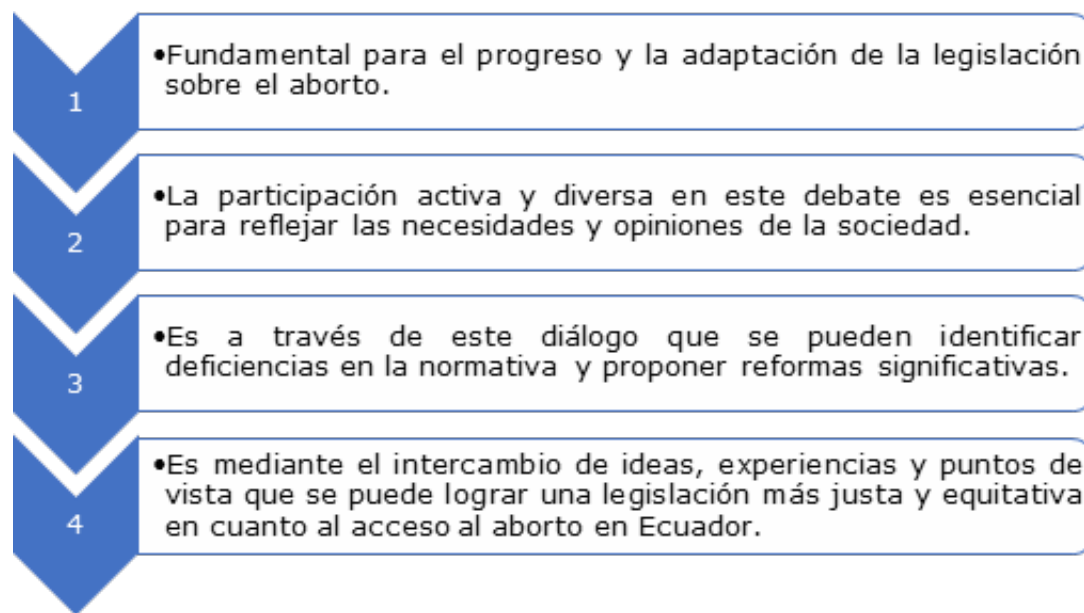 1
•Fundamental para el progreso y la adaptación de la legislación
sobre el aborto.
2
•La participación activa y diversa en este debate es esencial
para reflejar las necesidades y opiniones de la sociedad.
3
•Es a través de este diálogo que se pueden identificar
deficiencias en la normativa y proponer reformas significativas.
4
•Es mediante el intercambio de ideas, experiencias y puntos de
vista que se puede lograr una legislación más justa y equitativa
en cuanto al acceso al aborto en Ecuador.